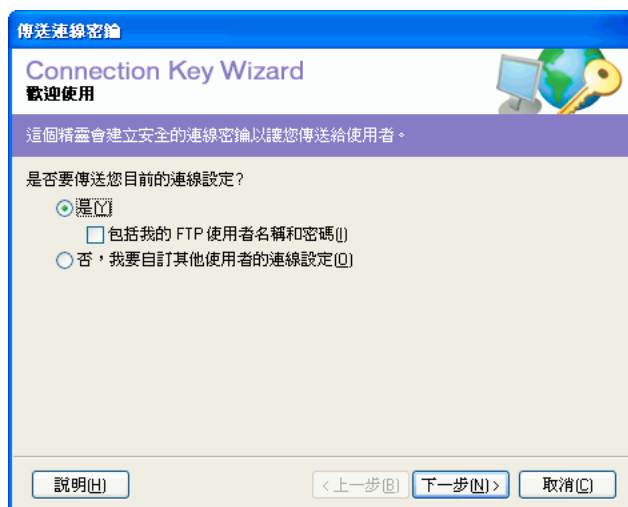 傳送連線密鑰
Connection Key Wizard
歡迎使用
這個精靈會建立安全的連線密鑰以讓您傳送給使用者。
是否要傳送您目前的連線設定?
是(Y)
包括我的 FTP 使用者名稱和密碼(I)
否，我要自訂其他使用者的連線設定(O)
說明(H) <上一步(B) 下一步(N)> 取消(C)